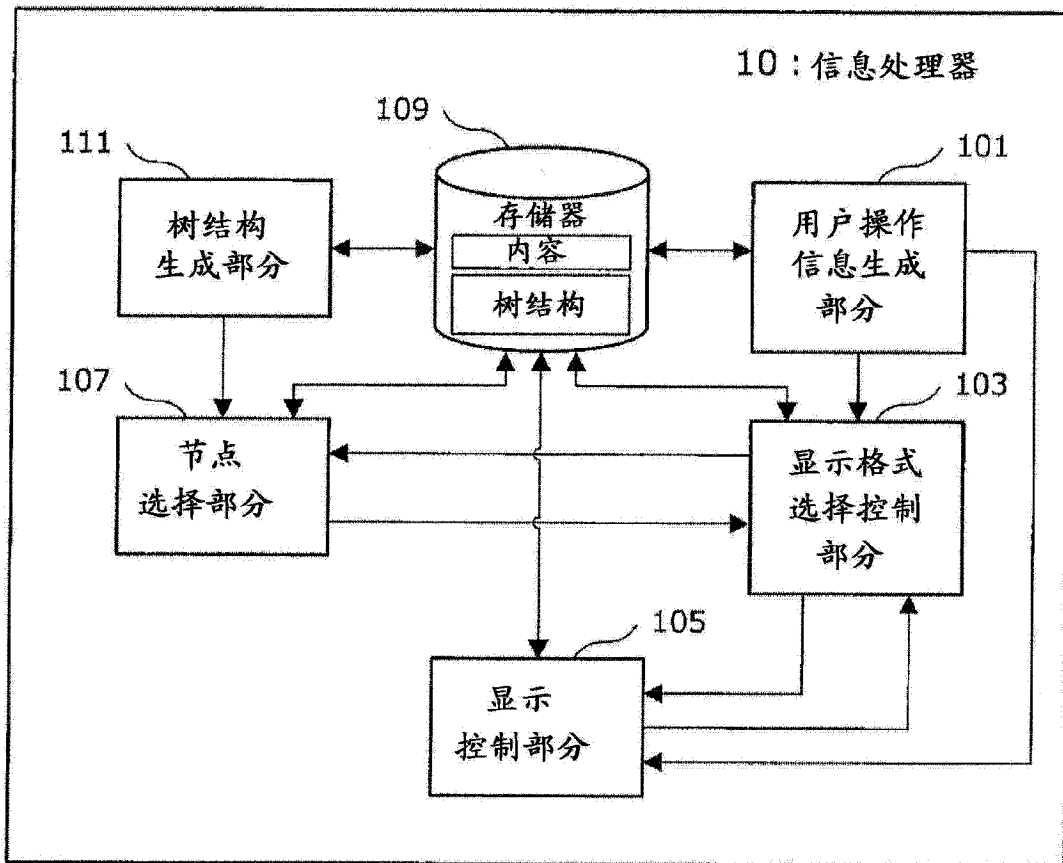 10：信息处理器
111
109
101
树结构
生成部分
存储器
内容
树结构
用户操作
信息生成
部分
107
103
节点
选择部分
显示格式
选择控制
部分
105
显示
控制部分